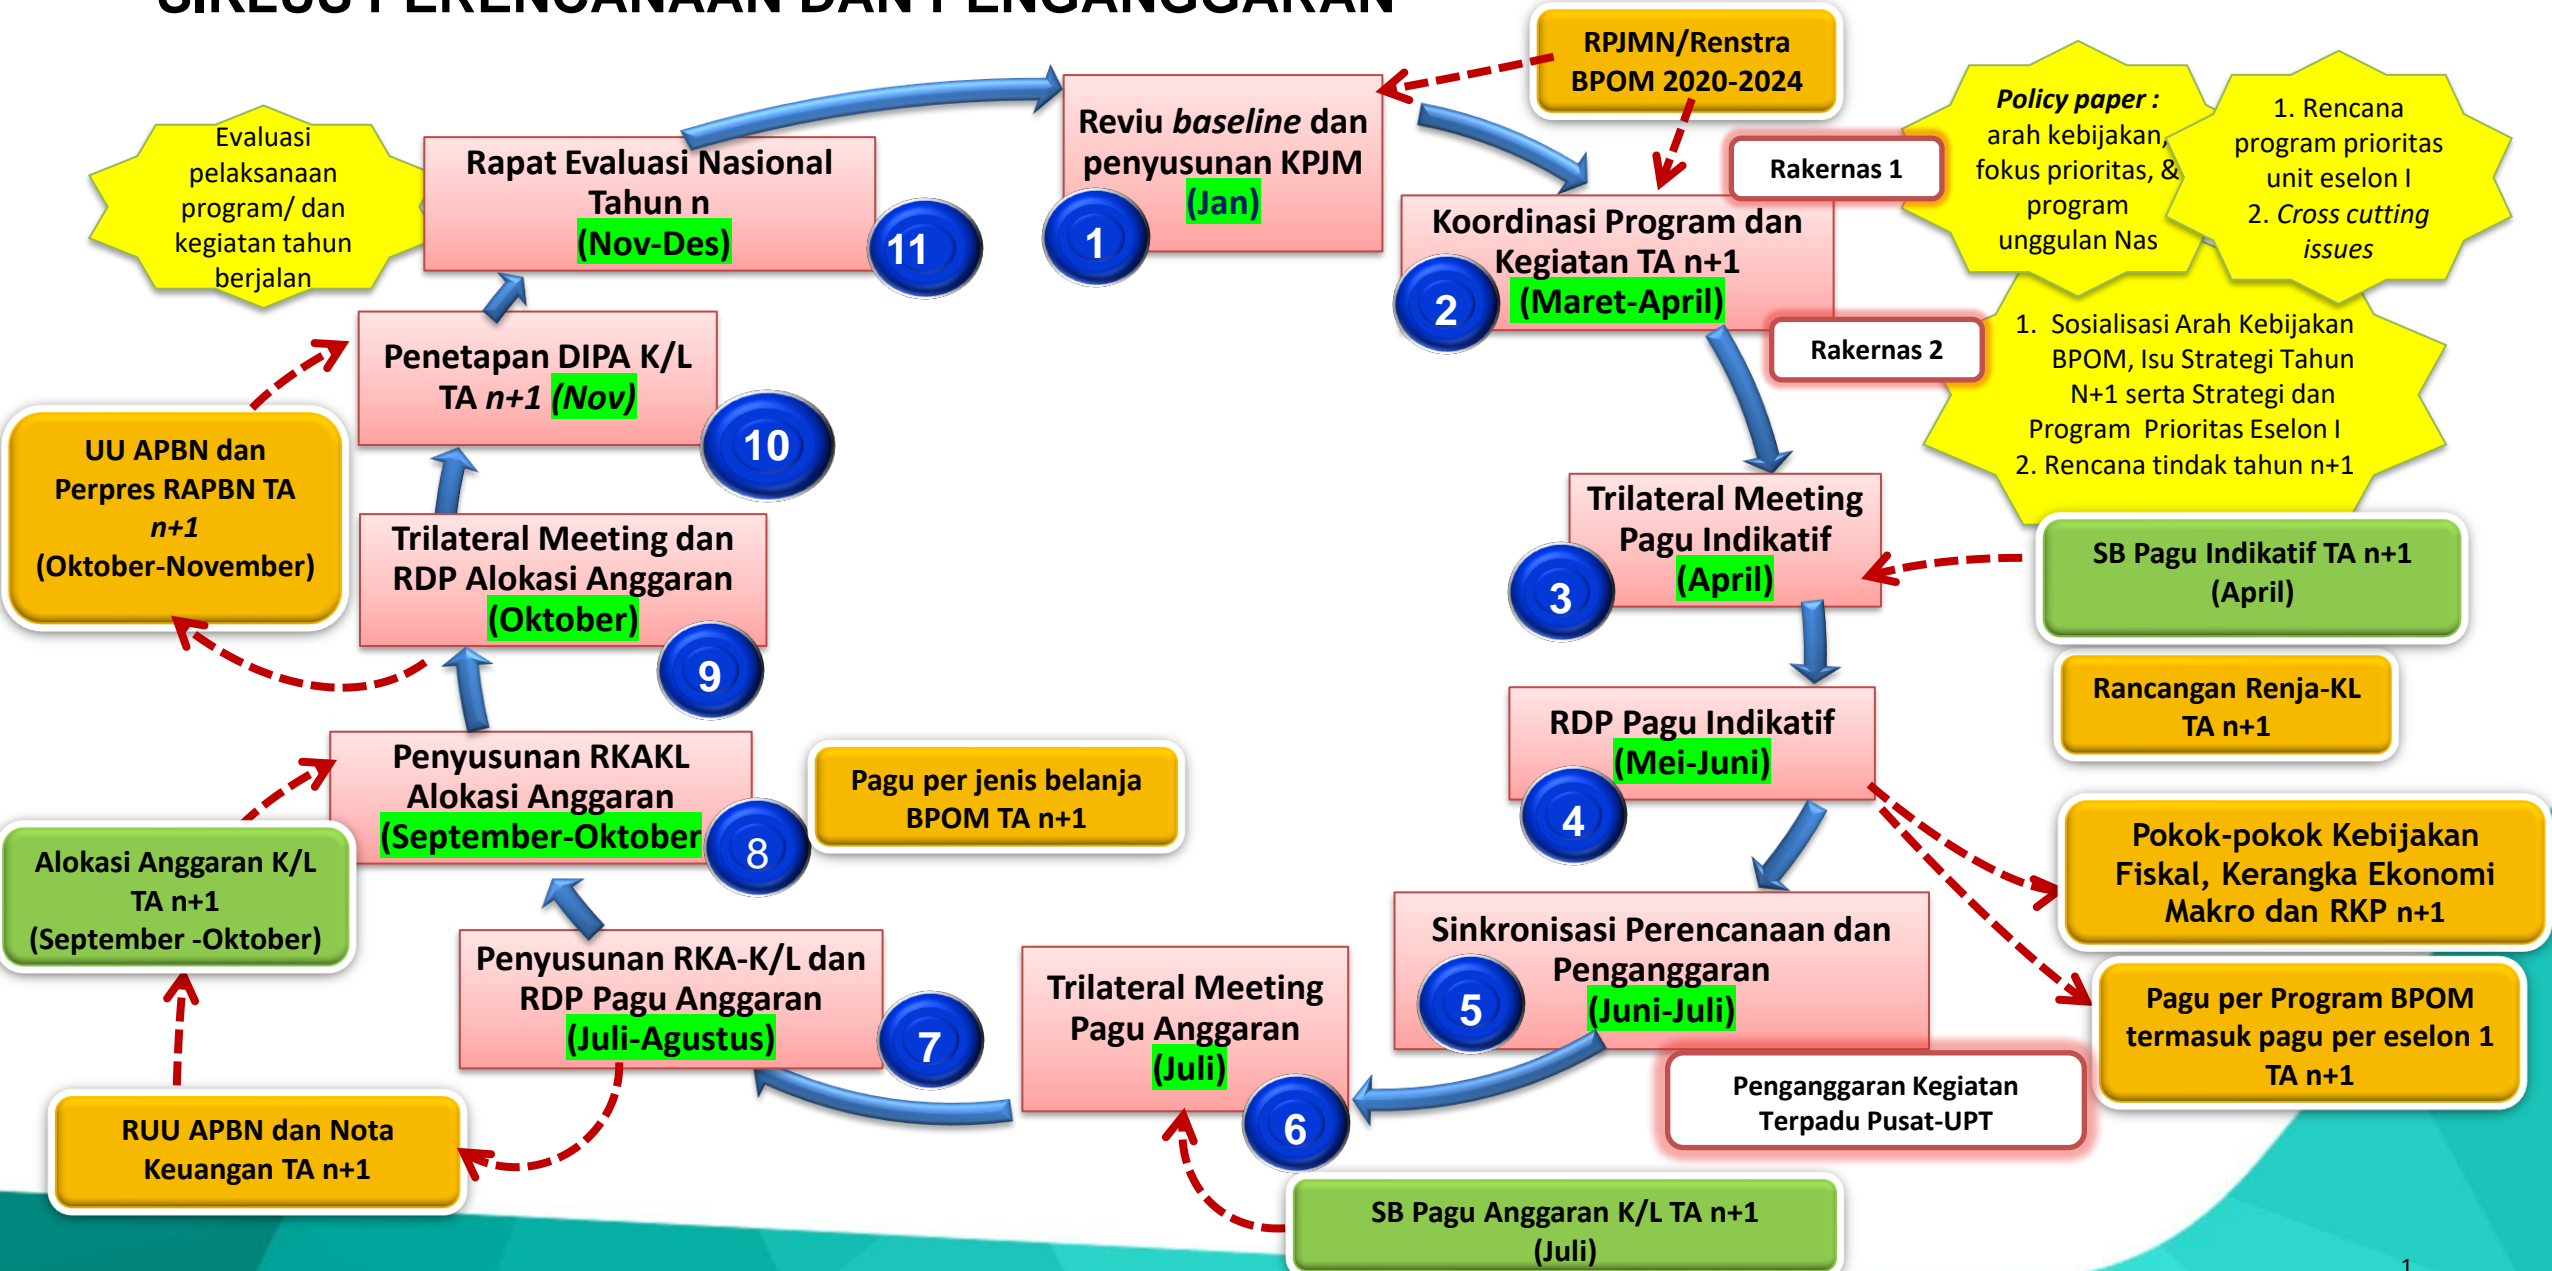 SIKLUS PERENCANAAN DAN PENGANGGARAN
RPJMN/Renstra
BPOM 2020-2024
Reviu baseline dan
penyusunan KPJM
(Jan)
1
Rakernas 1
Policy paper :
arah kebijakan,
fokus prioritas, &
program
unggulan Nas
1. Rencana
program prioritas
unit eselon I
2. Cross cutting
issues
Koordinasi Program dan
Kegiatan TA n+1
(Maret-April)
2
Rakernas 2
1. Sosialisasi Arah Kebijakan
BPOM, Isu Strategi Tahun
N+1 serta Strategi dan
Program Prioritas Eselon I
2. Rencana tindak tahun n+1
Trilateral Meeting
Pagu Indikatif
(April)
3
SB Pagu Indikatif TA n+1
(April)
Rancangan Renja-KL
TA n+1
RDP Pagu Indikatif
(Mei-Juni)
4
Pokok-pokok Kebijakan
Fiskal, Kerangka Ekonomi
Makro dan RKP n+1
Pagu per Program BPOM
termasuk pagu per eselon 1
TA n+1
Sinkronisasi Perencanaan dan
Penganggaran
(Juni-Juli)
5
Penganggaran Kegiatan
Terpadu Pusat-UPT
Trilateral Meeting
Pagu Anggaran
(Juli)
6
SB Pagu Anggaran K/L TA n+1
(Juli)
Penyusunan RKA-K/L dan
RDP Pagu Anggaran
(Juli-Agustus)
7
RUU APBN dan Nota
Keuangan TA n+1
Alokasi Anggaran K/L
TA n+1
(September -Oktober)
Penyusunan RKAKL
Alokasi Anggaran
(September-Oktober
8
Pagu per jenis belanja
BPOM TA n+1
Trilateral Meeting dan
RDP Alokasi Anggaran
(Oktober)
9
UU APBN dan
Perpres RAPBN TA
n+1
(Oktober-November)
Penetapan DIPA K/L
TA n+1 (Nov)
10
Rapat Evaluasi Nasional
Tahun n
(Nov-Des)
11
Evaluasi
pelaksanaan
program/ dan
kegiatan tahun
berjalan
1